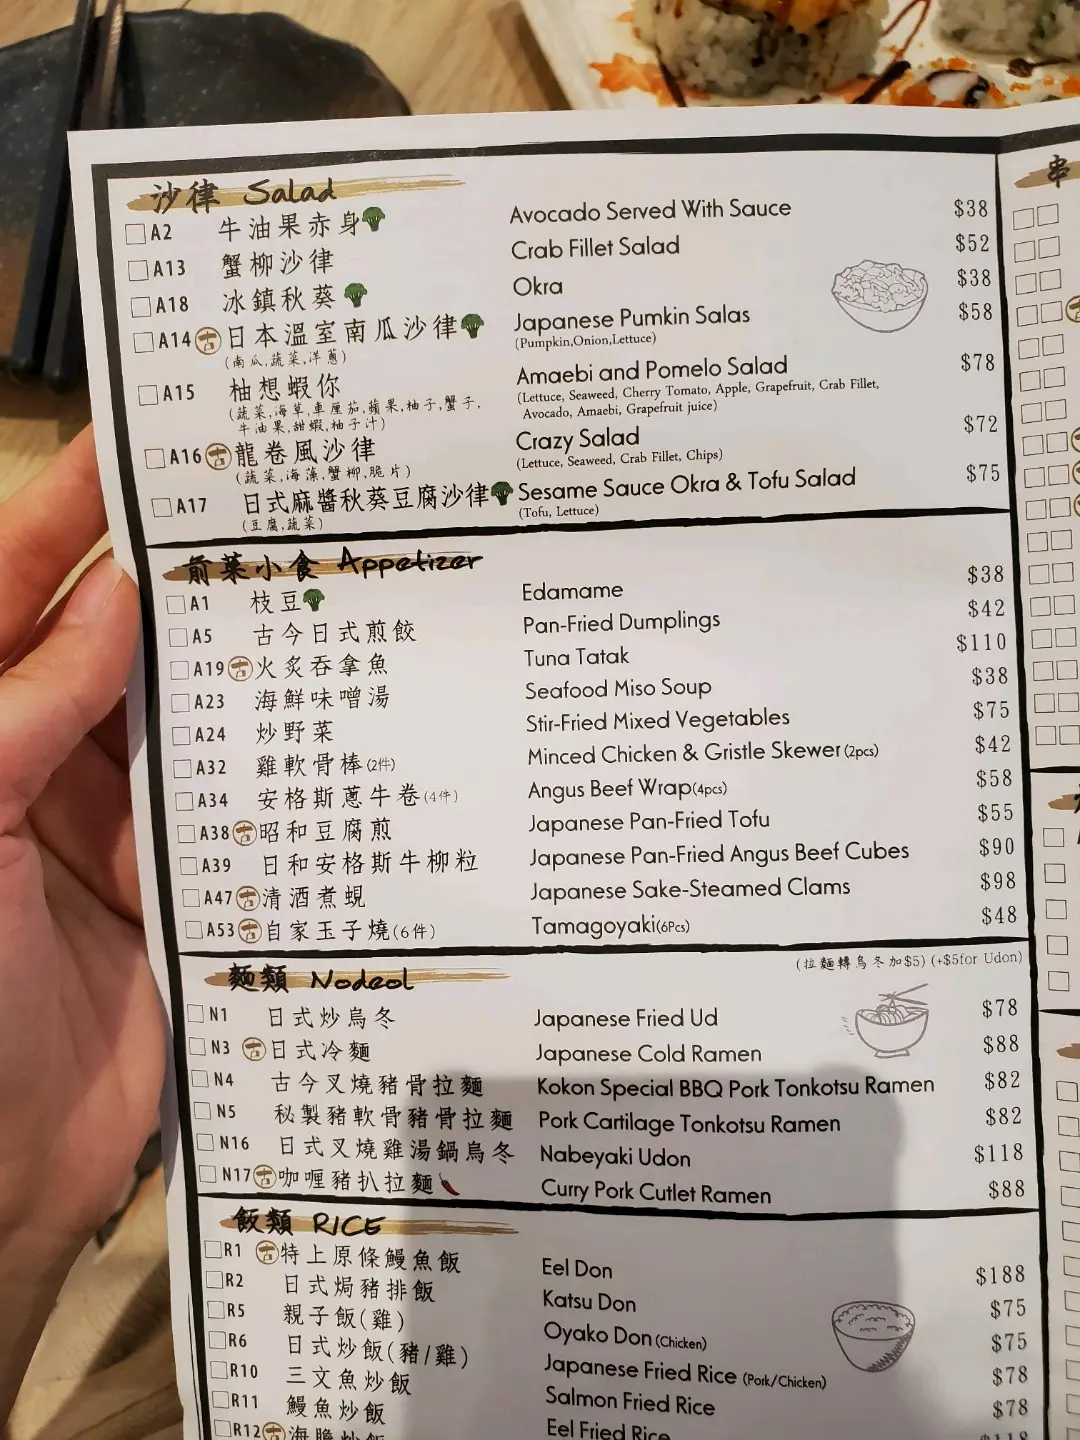 沙律 Salad
A2 牛油果赤身 Avocado Served With Sauce $38
A13 蟹柳沙律 Crab Fillet Salad $52
A18 冰鎮秋葵 Okra $38
A14 古 日本溫室南瓜沙律 Japanese Pumkin Salas $58
(南瓜,蔬菜,洋蔥) (Pumpkin,Onion,Lettuce)
A15 柚想蝦你 Amaebi and Pomelo Salad $78
(蔬菜,海草,車厘茄,蘋果,柚子,蟹子, (Lettuce, Seaweed, Cherry Tomato, Apple, Grapefruit, Crab Fillet,
牛油果,甜蝦,柚子汁) Avocado, Amaebi, Grapefruit juice)
A16 古 龍卷風沙律 Crazy Salad $72
(蔬菜,海藻,蟹柳,脆片) (Lettuce, Seaweed, Crab Fillet, Chips)
A17 日式麻醬秋葵豆腐沙律 Sesame Sauce Okra & Tofu Salad $75
(豆腐,蔬菜) (Tofu, Lettuce)
前菜小食 Appetizer
A1 枝豆 Edamame $38
A5 古今日式煎餃 Pan-Fried Dumplings $42
A19 古 火炙吞拿魚 Tuna Tatak $110
A23 海鮮味噌湯 Seafood Miso Soup $38
A24 炒野菜 Stir-Fried Mixed Vegetables $75
A32 雞軟骨棒(2件) Minced Chicken & Gristle Skewer (2pcs) $42
A34 安格斯蔥牛卷(4件) Angus Beef Wrap(4pcs) $58
A38 古 昭和豆腐煎 Japanese Pan-Fried Tofu $55
A39 日和安格斯牛柳粒 Japanese Pan-Fried Angus Beef Cubes $90
A47 古 清酒煮蜆 Japanese Sake-Steamed Clams $98
A53 古 自家玉子燒(6件) Tamagoyaki(6Pcs) $48
麵類 Nodeol (拉麵轉烏冬加$5) (+$5for Udon)
N1 日式炒烏冬 Japanese Fried Ud $78
N3 古 日式冷麵 Japanese Cold Ramen $88
N4 古今叉燒豬骨拉麵 Kokon Special BBQ Pork Tonkotsu Ramen $82
N5 秘製豬軟骨豬骨拉麵 Pork Cartilage Tonkotsu Ramen $82
N16 日式叉燒雞湯鍋烏冬 Nabeyaki Udon $118
N17 古 咖喱豬扒拉麵 Curry Pork Cutlet Ramen $88
飯類 RICE
R1 古 特上原條鰻魚飯 Eel Don $188
R2 日式焗豬排飯 Katsu Don $75
R5 親子飯(雞) Oyako Don (Chicken) $75
R6 日式炒飯(豬/雞) Japanese Fried Rice (Pork/Chicken) $78
R10 三文魚炒飯 Salmon Fried Rice $78
R11 鰻魚炒飯 Eel Fried Rice $118
R12 古 海膽炒飯
串